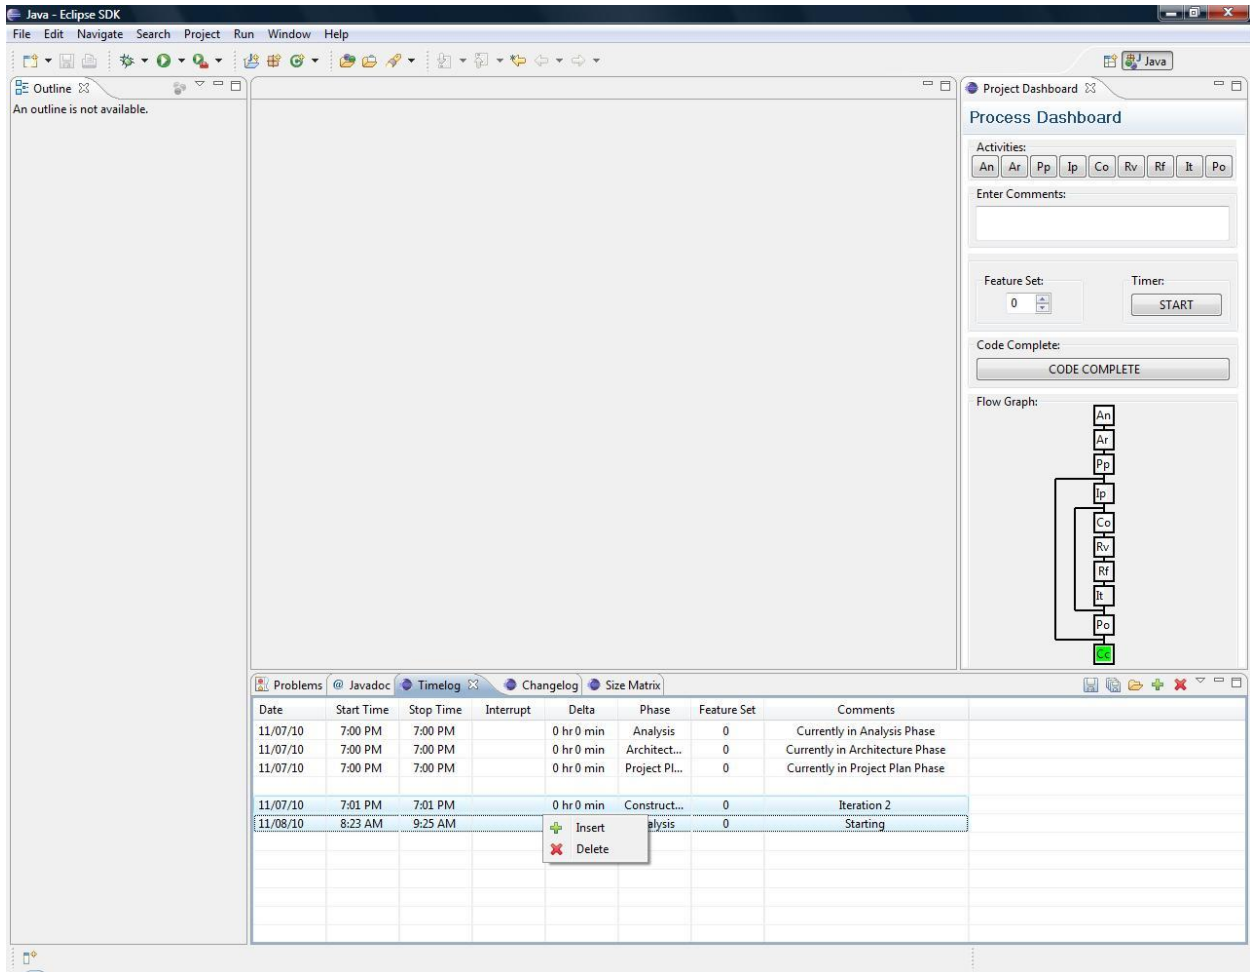 Java - Eclipse SDK
File Edit Navigate Search Project Run Window Help
Java
Outline
An outline is not available.
Project Dashboard
Process Dashboard
Activities:
An Ar Pp Ip Co Rv Rf It Po
Enter Comments:
Feature Set: Timer:
0 START
Code Complete:
CODE COMPLETE
Flow Graph:
An
Ar
Pp
Ip
Co
Rv
Rf
It
Po
Cc
Problems @ Javadoc Timelog Changelog Size Matrix
Date Start Time Stop Time Interrupt Delta Phase Feature Set Comments
11/07/10 7:00 PM 7:00 PM 0 hr 0 min Analysis 0 Currently in Analysis Phase
11/07/10 7:00 PM 7:00 PM 0 hr 0 min Architect... 0 Currently in Architecture Phase
11/07/10 7:00 PM 7:00 PM 0 hr 0 min Project Pl... 0 Currently in Project Plan Phase
11/07/10 7:01 PM 7:01 PM 0 hr 0 min Construct... 0 Iteration 2
11/08/10 8:23 AM 9:25 AM alysis 0 Starting
Insert
Delete